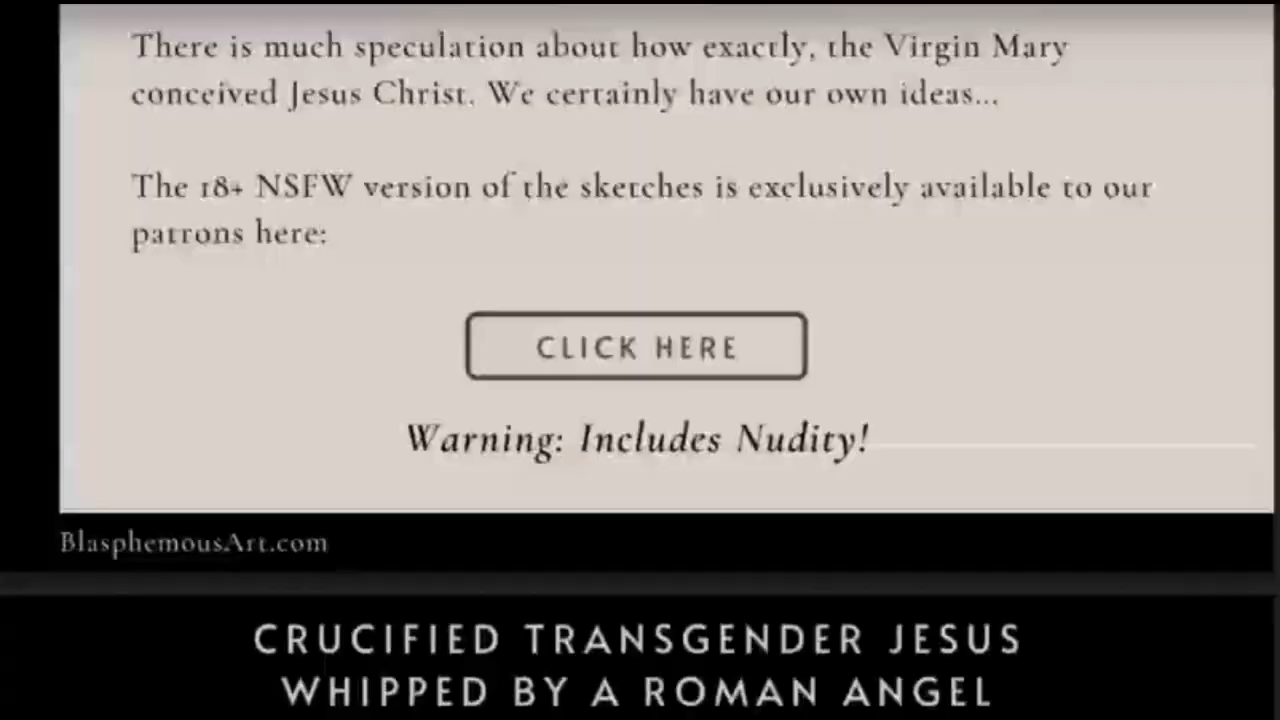 There is much speculation about how exactly, the Virgin Mary
conceived Jesus Christ. We certainly have our own ideas...
The 18+ NSFW version of the sketches is exclusively available to our
patrons here:
CLICK HERE
Warning: Includes Nudity!
BlasphemousArt.com
CRUCIFIED TRANSGENDER JESUS
WHIPPED BY A ROMAN ANGEL